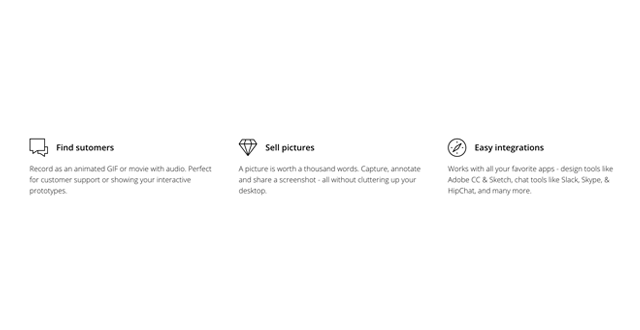 Find sutomers
Record as an animated GIF or movie with audio. Perfect
for customer support or showing your interactive
prototypes.
Sell pictures
A picture is worth a thousand words. Capture, annotate
and share a screenshot - all without cluttering up your
desktop.
Easy integrations
Works with all your favorite apps - design tools like
Adobe CC & Sketch, chat tools like Slack, Skype, &
HipChat, and many more.